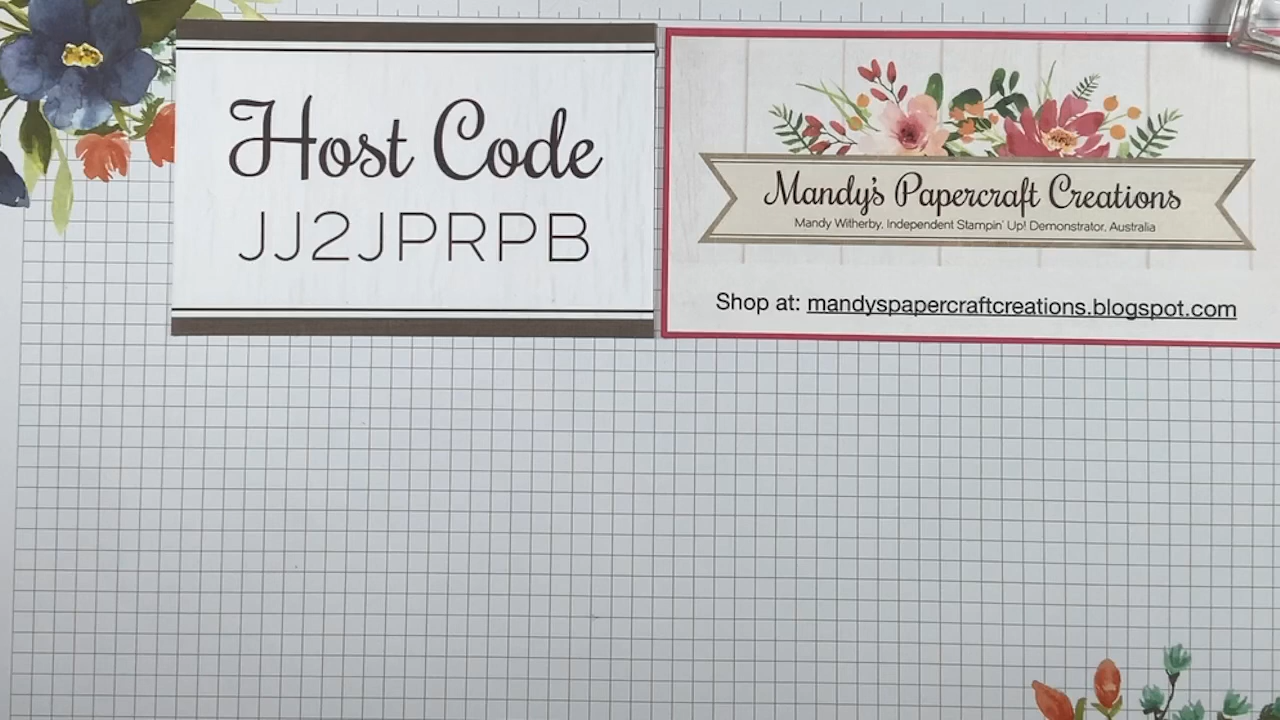 Host Code
JJ2JPRPB
Mandy's Papercraft Creations
Mandy Witherby, Independent Stampin' Up! Demonstrator, Australia
Shop at: mandyspapercraftcreations.blogspot.com